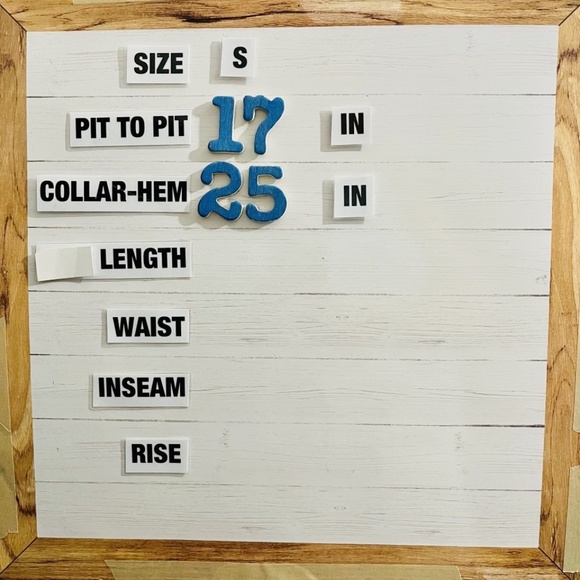 SIZE S
PIT TO PIT 17 IN
COLLAR-HEM 25 IN
LENGTH
WAIST
INSEAM
RISE